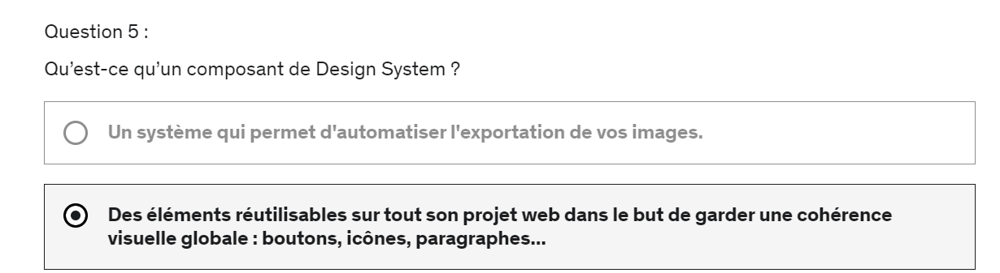 Question 5 :
Qu’est-ce qu’un composant de Design System ?
Un système qui permet d'automatiser l'exportation de vos images.
Des éléments réutilisables sur tout son projet web dans le but de garder une cohérence
visuelle globale : boutons, icônes, paragraphes...